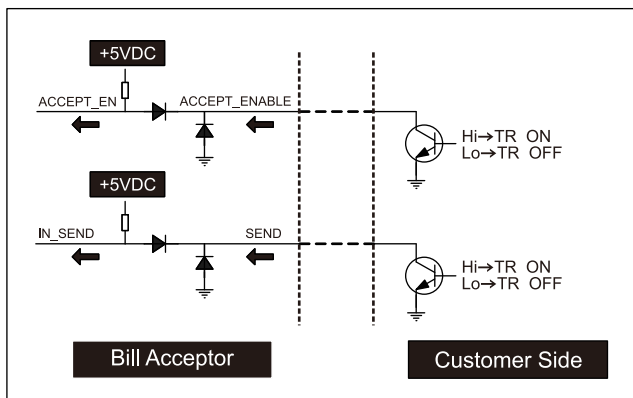 +5VDC
ACCEPT_EN
ACCEPT_ENABLE
Hi→TR ON
Lo→TR OFF
+5VDC
IN_SEND
SEND
Hi→TR ON
Lo→TR OFF
Bill Acceptor
Customer Side